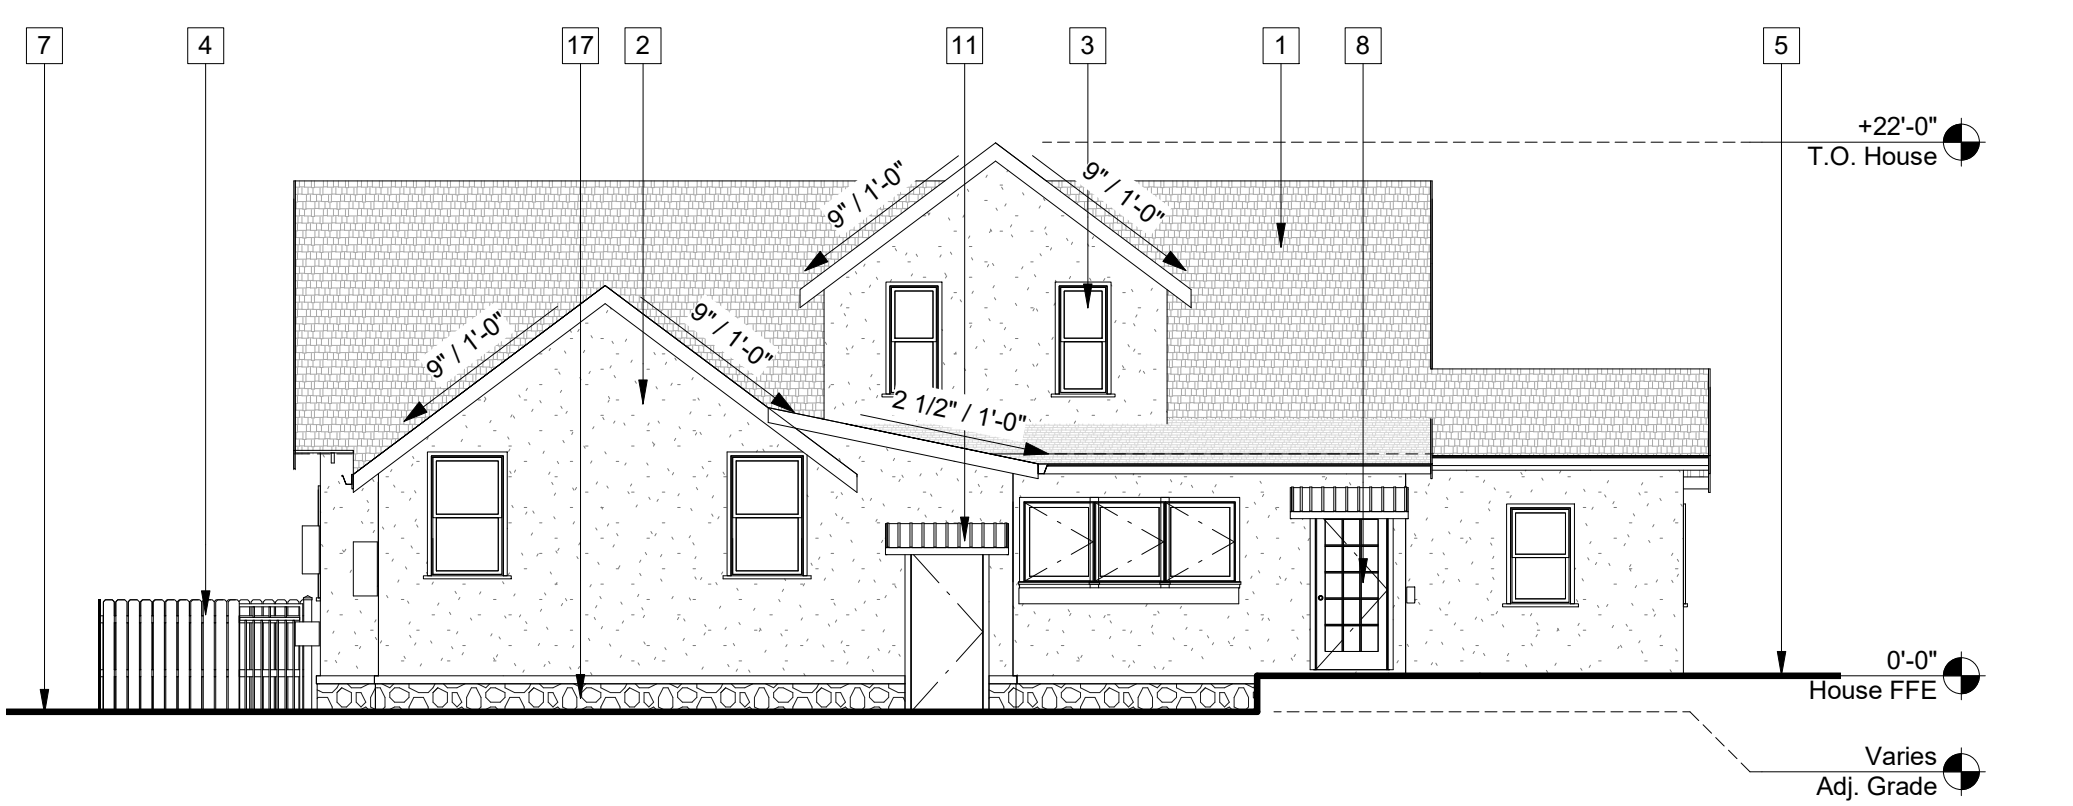 7
4
17
2
11
3
1
8
5
+22'-0"
T.O. House
9" / 1'-0"
9" / 1'-0"
9" / 1'-0"
9" / 1'-0"
2 1/2" / 1'-0"
0'-0"
House FFE
Varies
Adj. Grade